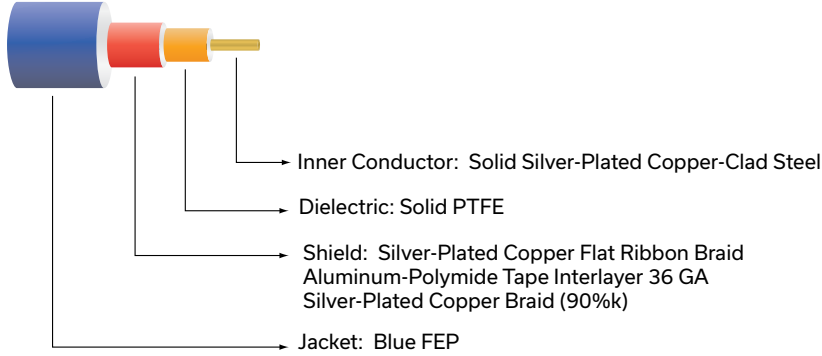 Inner Conductor: Solid Silver-Plated Copper-Clad Steel
Dielectric: Solid PTFE
Shield: Silver-Plated Copper Flat Ribbon Braid
Aluminum-Polymide Tape Interlayer 36 GA
Silver-Plated Copper Braid (90%k)
Jacket: Blue FEP